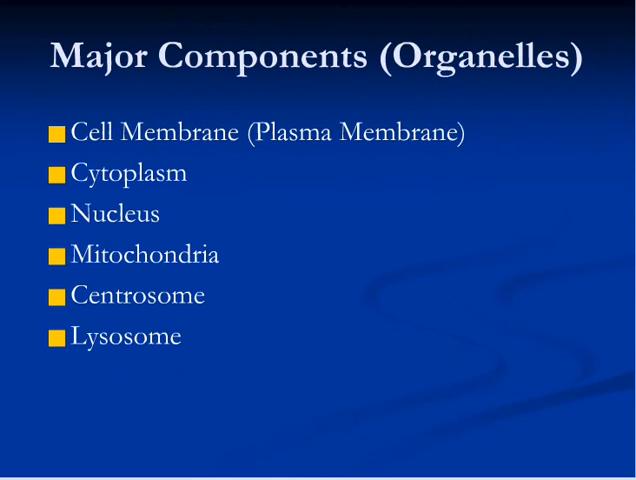 Major Components (Organelles)
Cell Membrane (Plasma Membrane)
Cytoplasm
Nucleus
Mitochondria
Centrosome
Lysosome